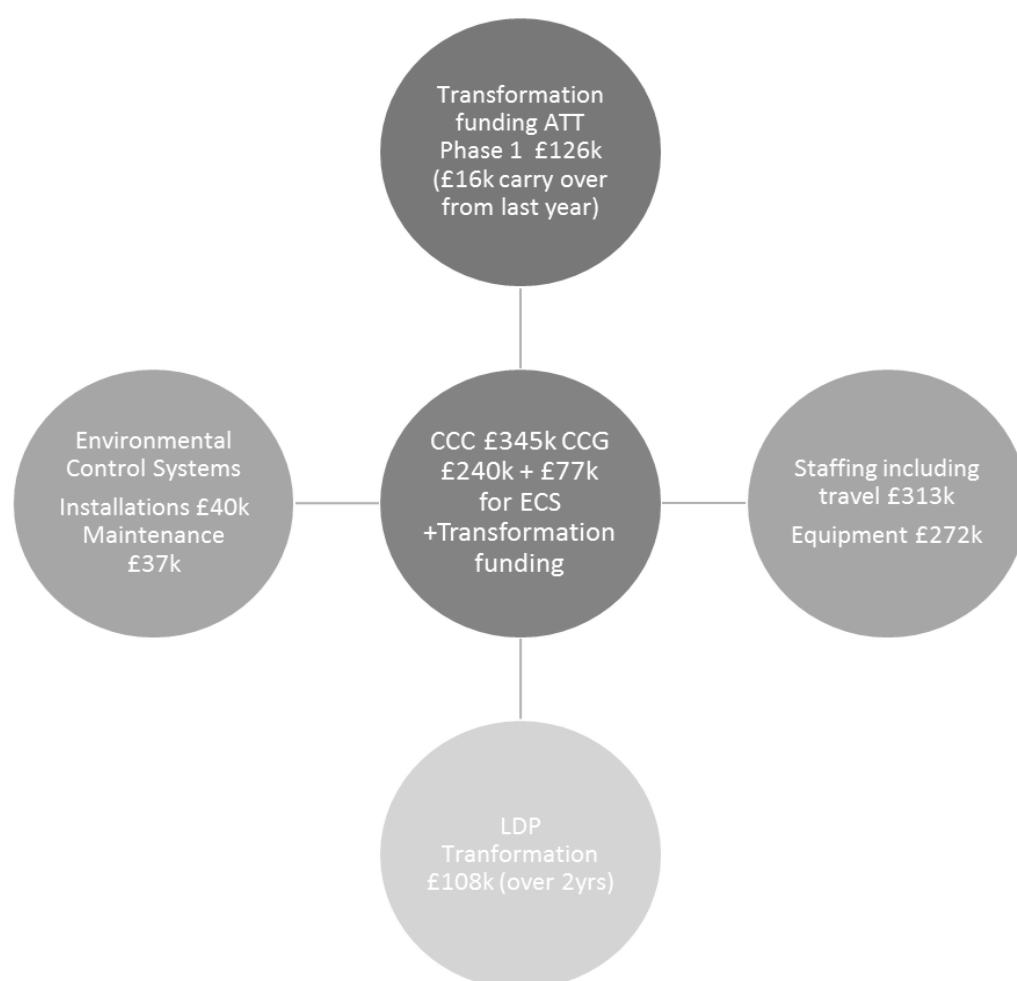 Transformation
funding ATT
Phase 1 £126k
(£16k carry over
from last year)
Environmental
Control Systems
Installations £40k
Maintenance
£37k
CCC £345k CCG
£240k + £77k
for ECS
+Transformation
funding
Staffing including
travel £313k
Equipment £272k
LDP
Tranformation
£108k (over 2yrs)